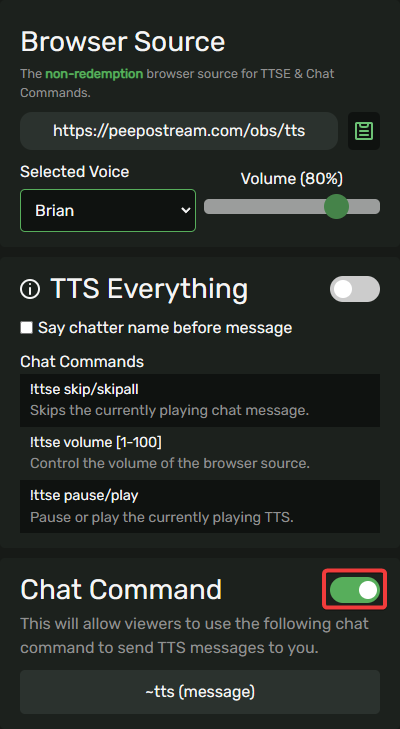 Browser Source
The non-redemption browser source for TTSE & Chat
Commands.
https://peepostream.com/obs/tts
Selected Voice
Volume (80%)
Brian
TTS Everything
Say chatter name before message
Chat Commands
!ttse skip/skipall
Skips the currently playing chat message.
!ttse volume [1-100]
Control the volume of the browser source.
!ttse pause/play
Pause or play the currently playing TTS.
Chat Command
This will allow viewers to use the following chat
command to send TTS messages to you.
~tts (message)